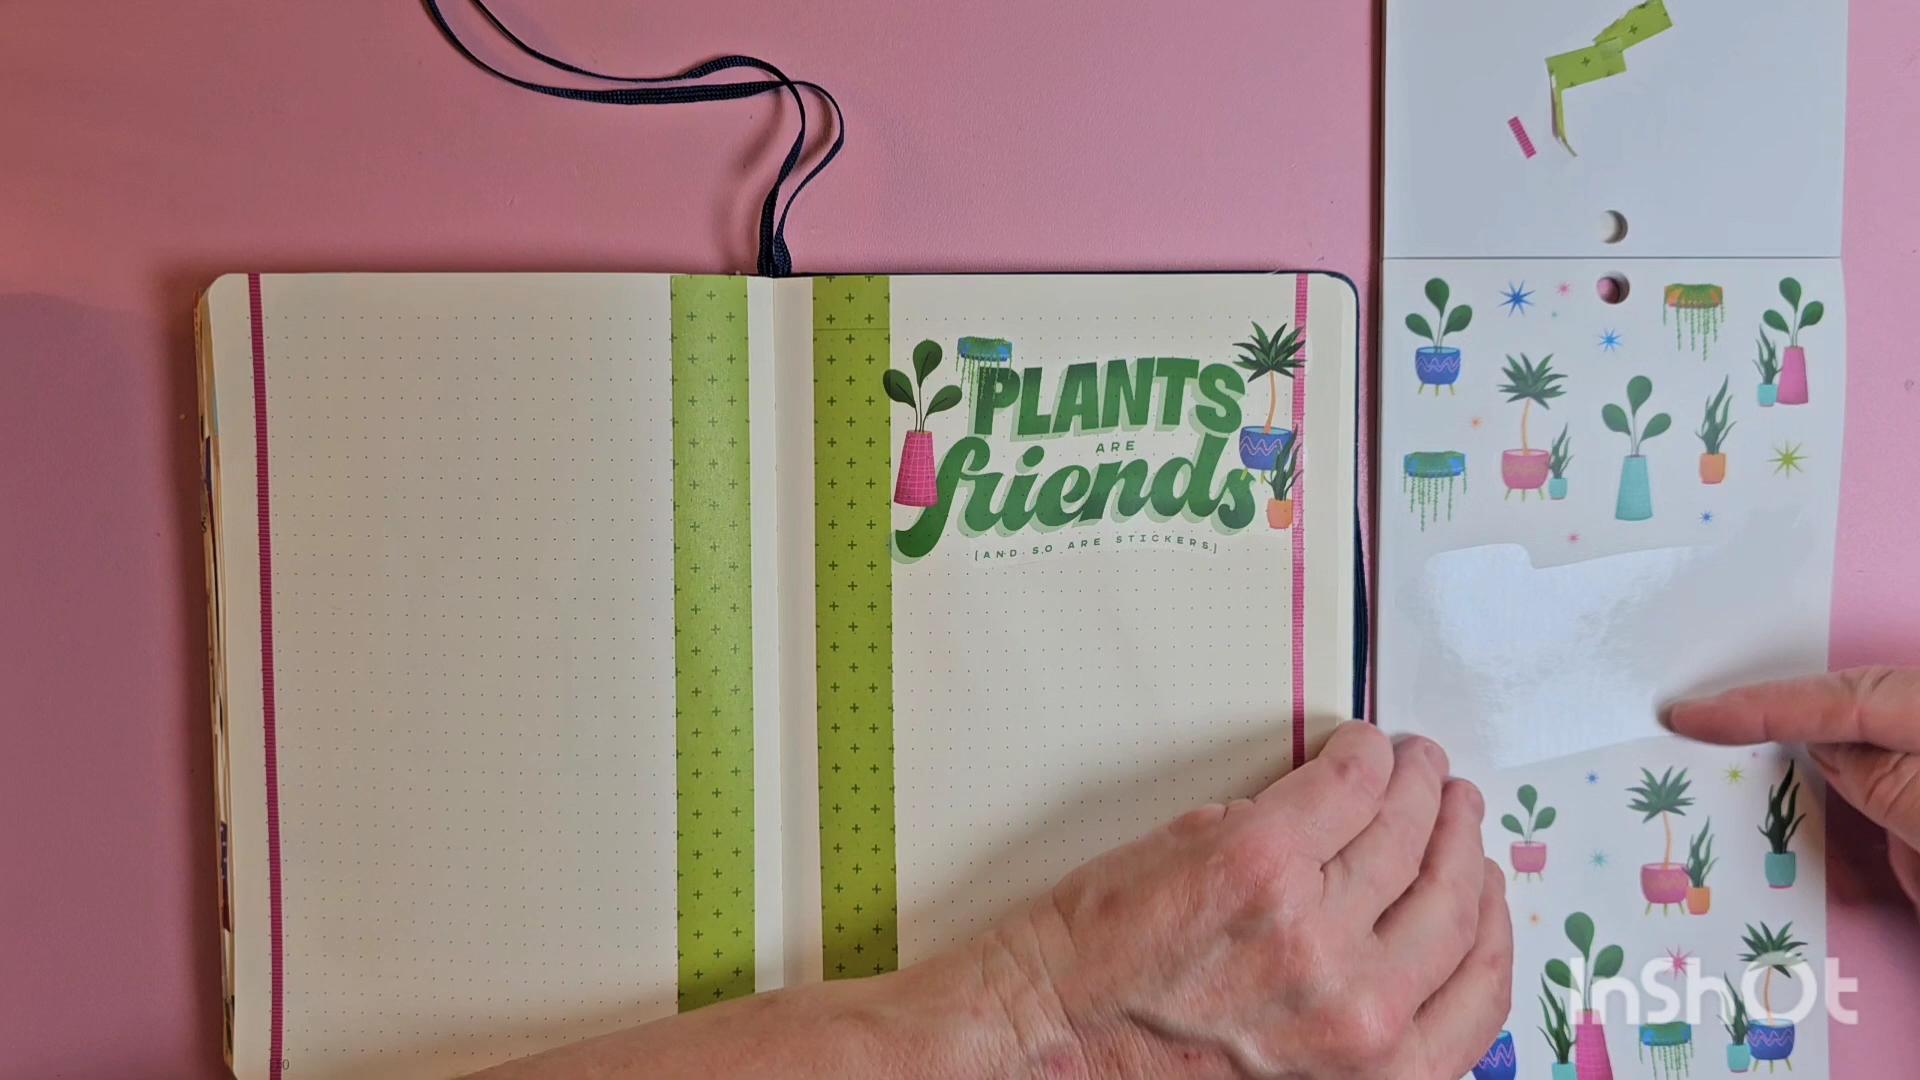 PLANTS
ARE
friends
[AND SO ARE STICKERS]
InShOt